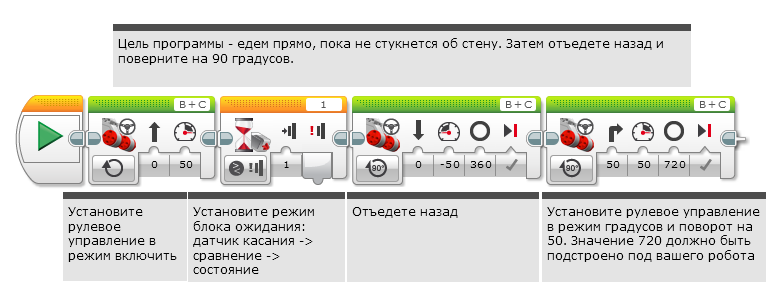 Цель программы - едем прямо, пока не стукнется об стену. Затем отъедете назад и
поверните на 90 градусов.
B + C
1
B + C
B + C
0 50
1
90°
0 -50 360
90°
50 50 720
Установите
рулевое
управление в
режим включить
Установите режим
блока ожидания:
датчик касания ->
сравнение ->
состояние
Отъедете назад
Установите рулевое управление
в режим градусов и поворот на
50. Значение 720 должно быть
подстроено под вашего робота